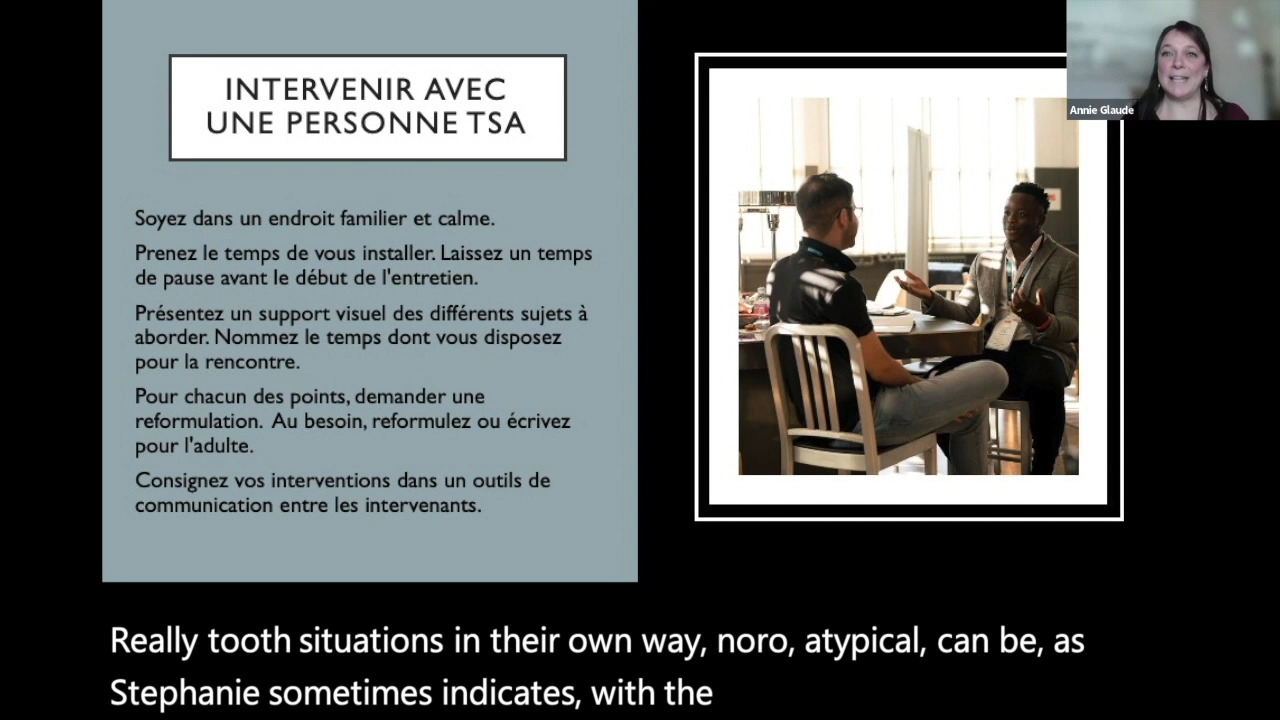 INTERVENIR AVEC
UNE PERSONNE TSA
Soyez dans un endroit familier et calme.
Prenez le temps de vous installer. Laissez un temps
de pause avant le début de l'entretien.
Présentez un support visuel des différents sujets à
aborder. Nommez le temps dont vous disposez
pour la rencontre.
Pour chacun des points, demander une
reformulation. Au besoin, reformulez ou écrivez
pour l'adulte.
Consignez vos interventions dans un outils de
communication entre les intervenants.
Annie Glaude
Really tooth situations in their own way, noro, atypical, can be, as
Stephanie sometimes indicates, with the